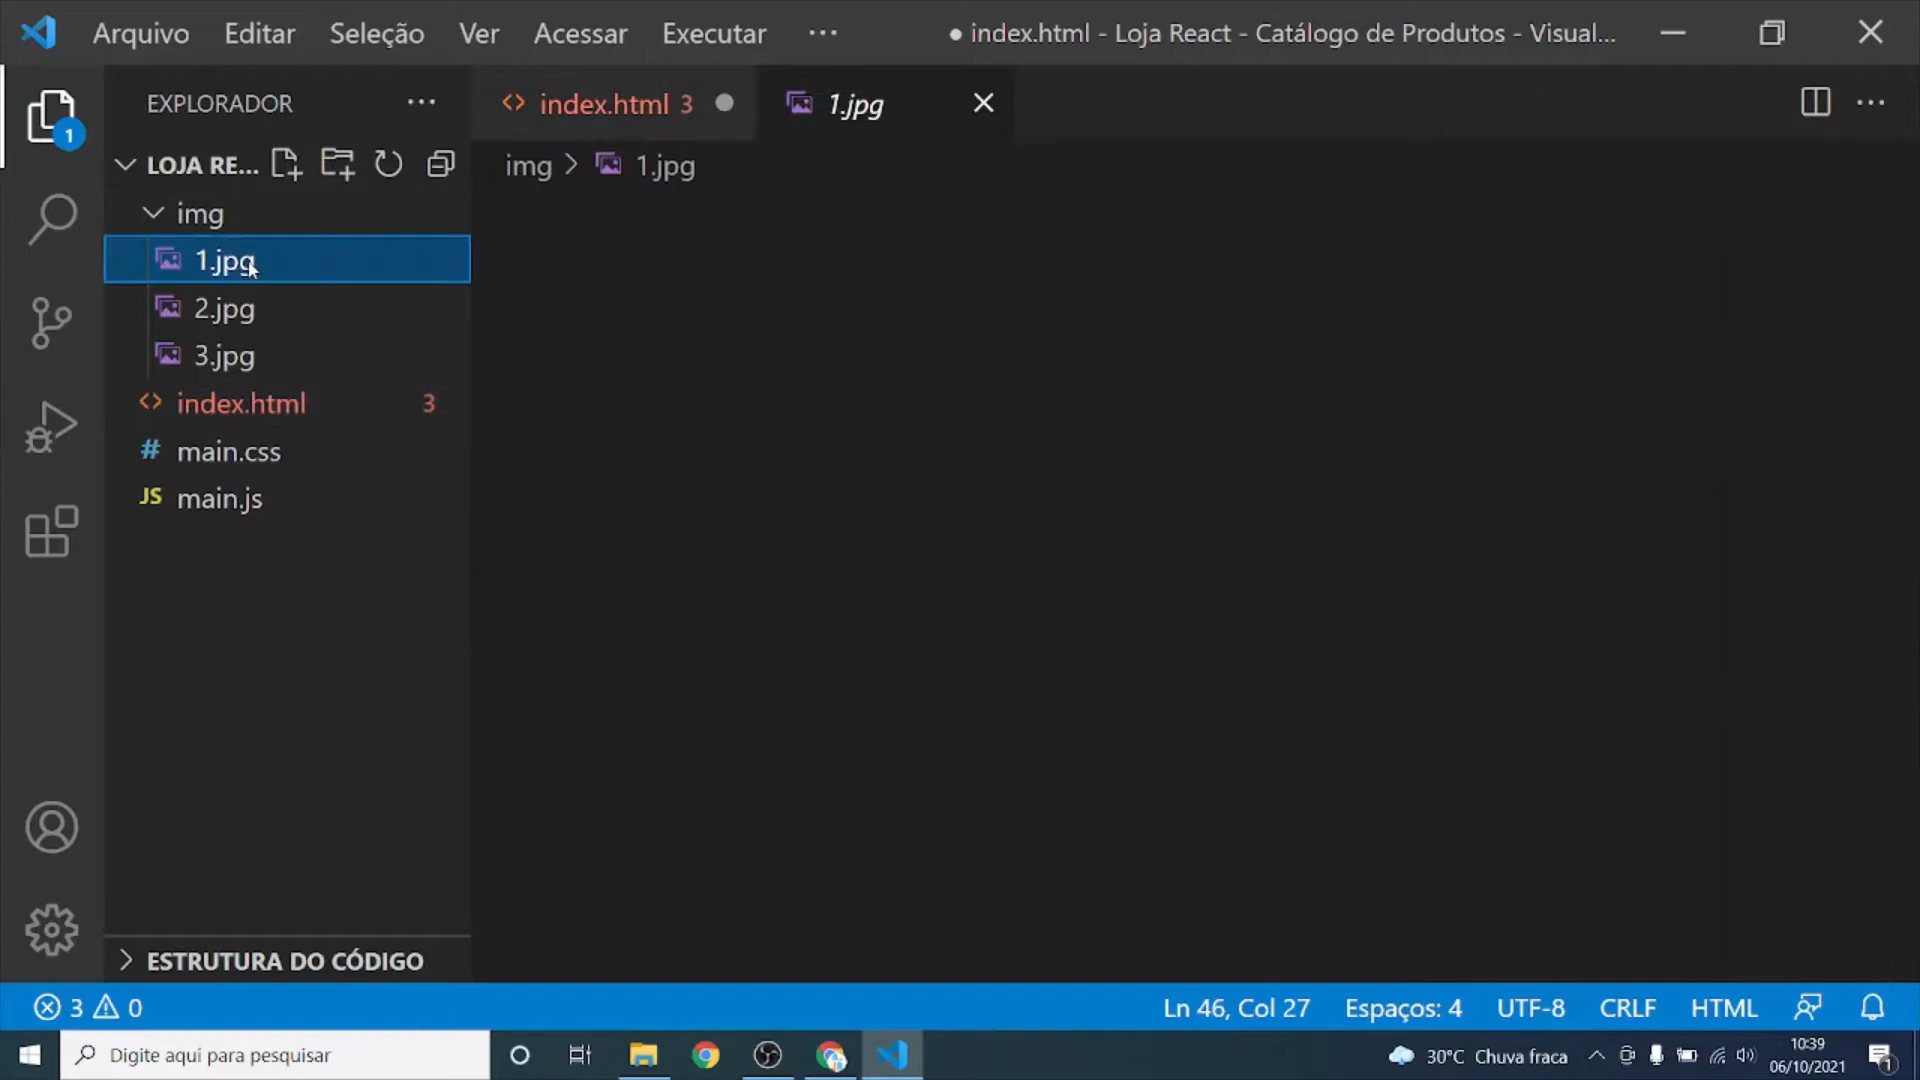 Arquivo Editar Seleção Ver Acessar Executar ··· ● index.html - Loja React - Catálogo de Produtos - Visual...
EXPLORADOR ···
index.html 3 ●
1.jpg
1
LOJA RE...
img > 1.jpg
img
1.jpg
2.jpg
3.jpg
<> index.html 3
# main.css
JS main.js
ESTRUTURA DO CÓDIGO
3 0
Ln 46, Col 27 Espaços: 4 UTF-8 CRLF HTML
Digite aqui para pesquisar
30°C Chuva fraca
10:39
06/10/2021
1